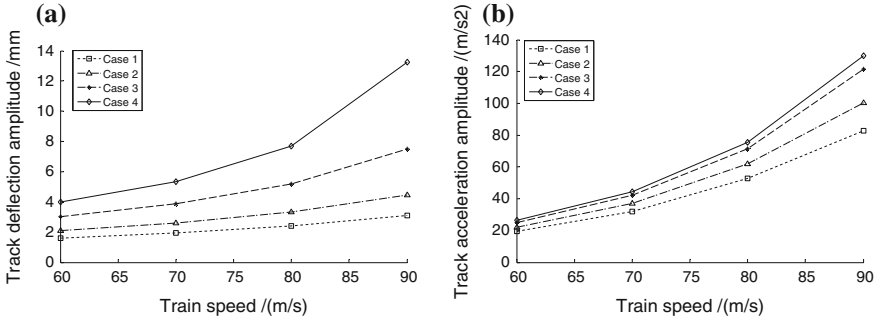 (a)
Track deflection amplitude /mm
14
12
10
8
6
4
2
0
Case 1
Case 2
Case 3
Case 4
60 65 70 75 80 85 90
Train speed /(m/s)
(b)
Track acceleration amplitude /(m/s2)
140
120
100
80
60
40
20
0
Case 1
Case 2
Case 3
Case 4
60 65 70 75 80 85 90
Train speed /(m/s)